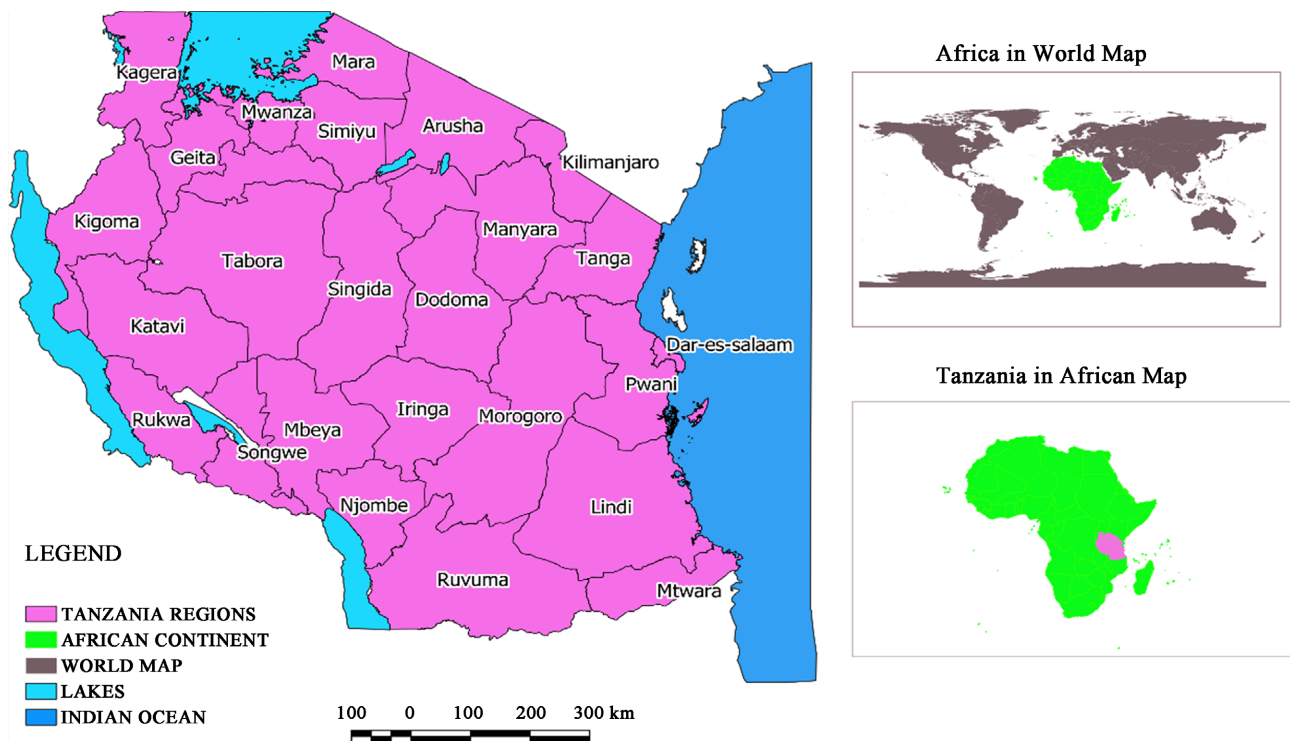 Mara
Kagera
Mwanza
Simiyu
Arusha
Geita
Kilimanjaro
Kigoma
Manyara
Tabora
Tanga
Singida
Dodoma
Katavi
Dar-es-salaam
Pwani
Iringa
Morogoro
Rukwa
Mbeya
Songwe
Njombe
Lindi
Ruvuma
Mtwara
LEGEND
TANZANIA REGIONS
AFRICAN CONTINENT
WORLD MAP
LAKES
INDIAN OCEAN
100 0 100 200 300 km
Africa in World Map
Tanzania in African Map